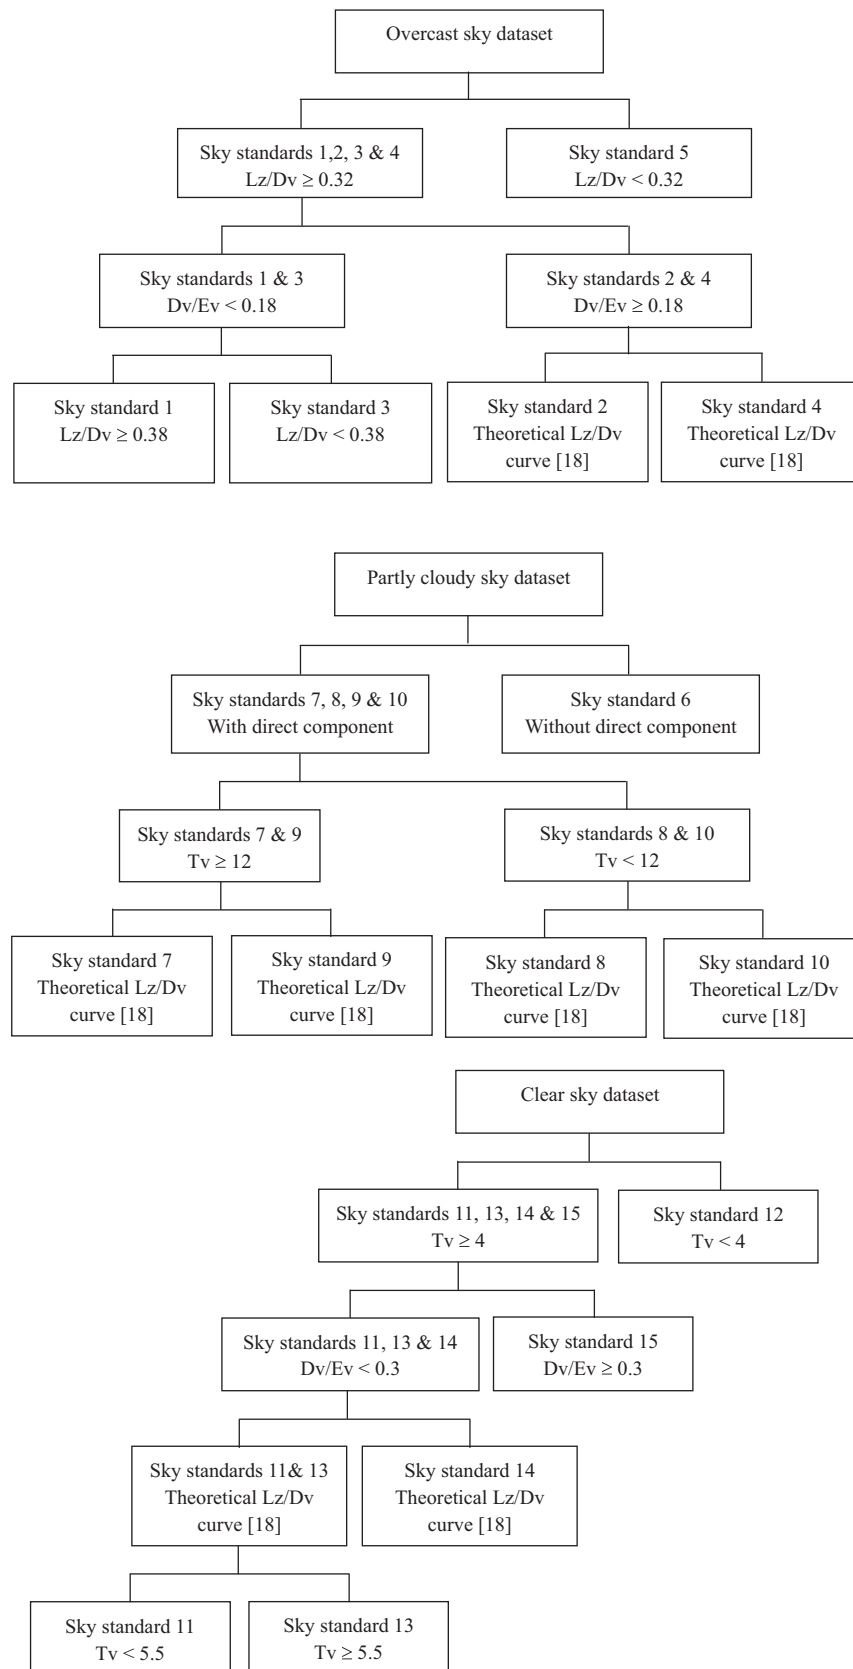 Overcast sky dataset
Sky standards 1,2, 3 & 4
Lz/Dv ≥ 0.32
Sky standard 5
Lz/Dv < 0.32
Sky standards 1 & 3
Dv/Ev < 0.18
Sky standards 2 & 4
Dv/Ev ≥ 0.18
Sky standard 1
Lz/Dv ≥ 0.38
Sky standard 3
Lz/Dv < 0.38
Sky standard 2
Theoretical Lz/Dv
curve [18]
Sky standard 4
Theoretical Lz/Dv
curve [18]
Partly cloudy sky dataset
Sky standards 7, 8, 9 & 10
With direct component
Sky standard 6
Without direct component
Sky standards 7 & 9
Tv ≥ 12
Sky standards 8 & 10
Tv < 12
Sky standard 7
Theoretical Lz/Dv
curve [18]
Sky standard 9
Theoretical Lz/Dv
curve [18]
Sky standard 8
Theoretical Lz/Dv
curve [18]
Sky standard 10
Theoretical Lz/Dv
curve [18]
Clear sky dataset
Sky standards 11, 13, 14 & 15
Tv ≥ 4
Sky standard 12
Tv < 4
Sky standards 11, 13 & 14
Dv/Ev < 0.3
Sky standard 15
Dv/Ev ≥ 0.3
Sky standards 11& 13
Theoretical Lz/Dv
curve [18]
Sky standard 14
Theoretical Lz/Dv
curve [18]
Sky standard 11
Tv < 5.5
Sky standard 13
Tv ≥ 5.5